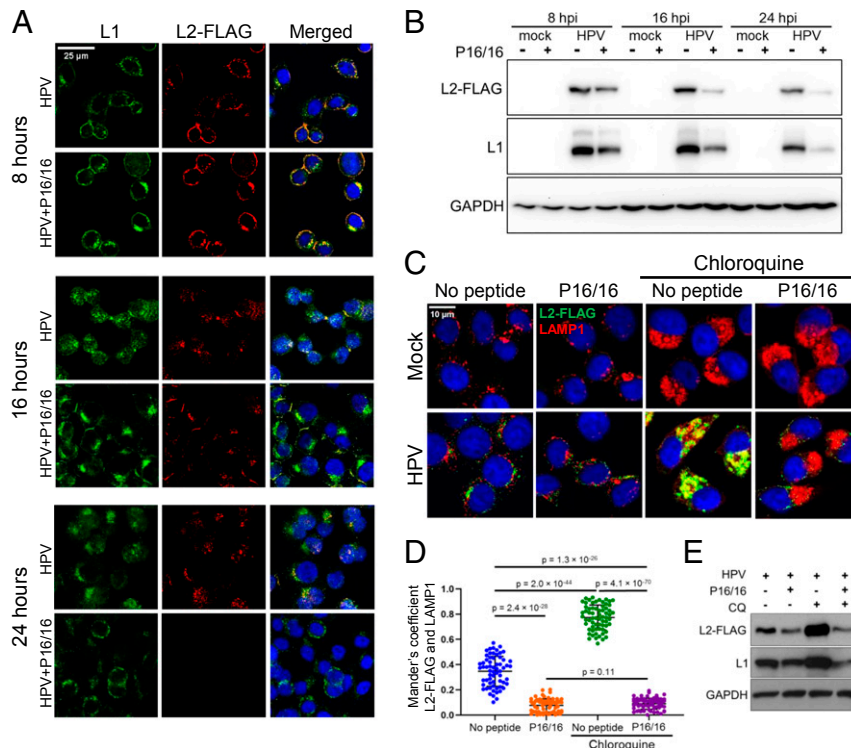 A
L1 L2-FLAG Merged
25 μm
8 hours
HPV
HPV+P16/16
16 hours
HPV
HPV+P16/16
24 hours
HPV
HPV+P16/16
B
8 hpi 16 hpi 24 hpi
mock HPV mock HPV mock HPV
P16/16 - + - + - + - + - + - +
L2-FLAG
L1
GAPDH
C
Chloroquine
No peptide P16/16 No peptide P16/16
10 μm
L2-FLAG
LAMP1
Mock
HPV
D
Mander's coefficient
L2-FLAG and LAMP1
p = 1.3 × 10-26
p = 2.0 × 10-44 p = 4.1 × 10-70
p = 2.4 × 10-28
p = 0.11
1.0
0.8
0.6
0.4
0.2
0.0
No peptide P16/16 No peptide P16/16
Chloroquine
E
HPV + + + +
P16/16 - + - +
CQ - - + +
L2-FLAG
L1
GAPDH